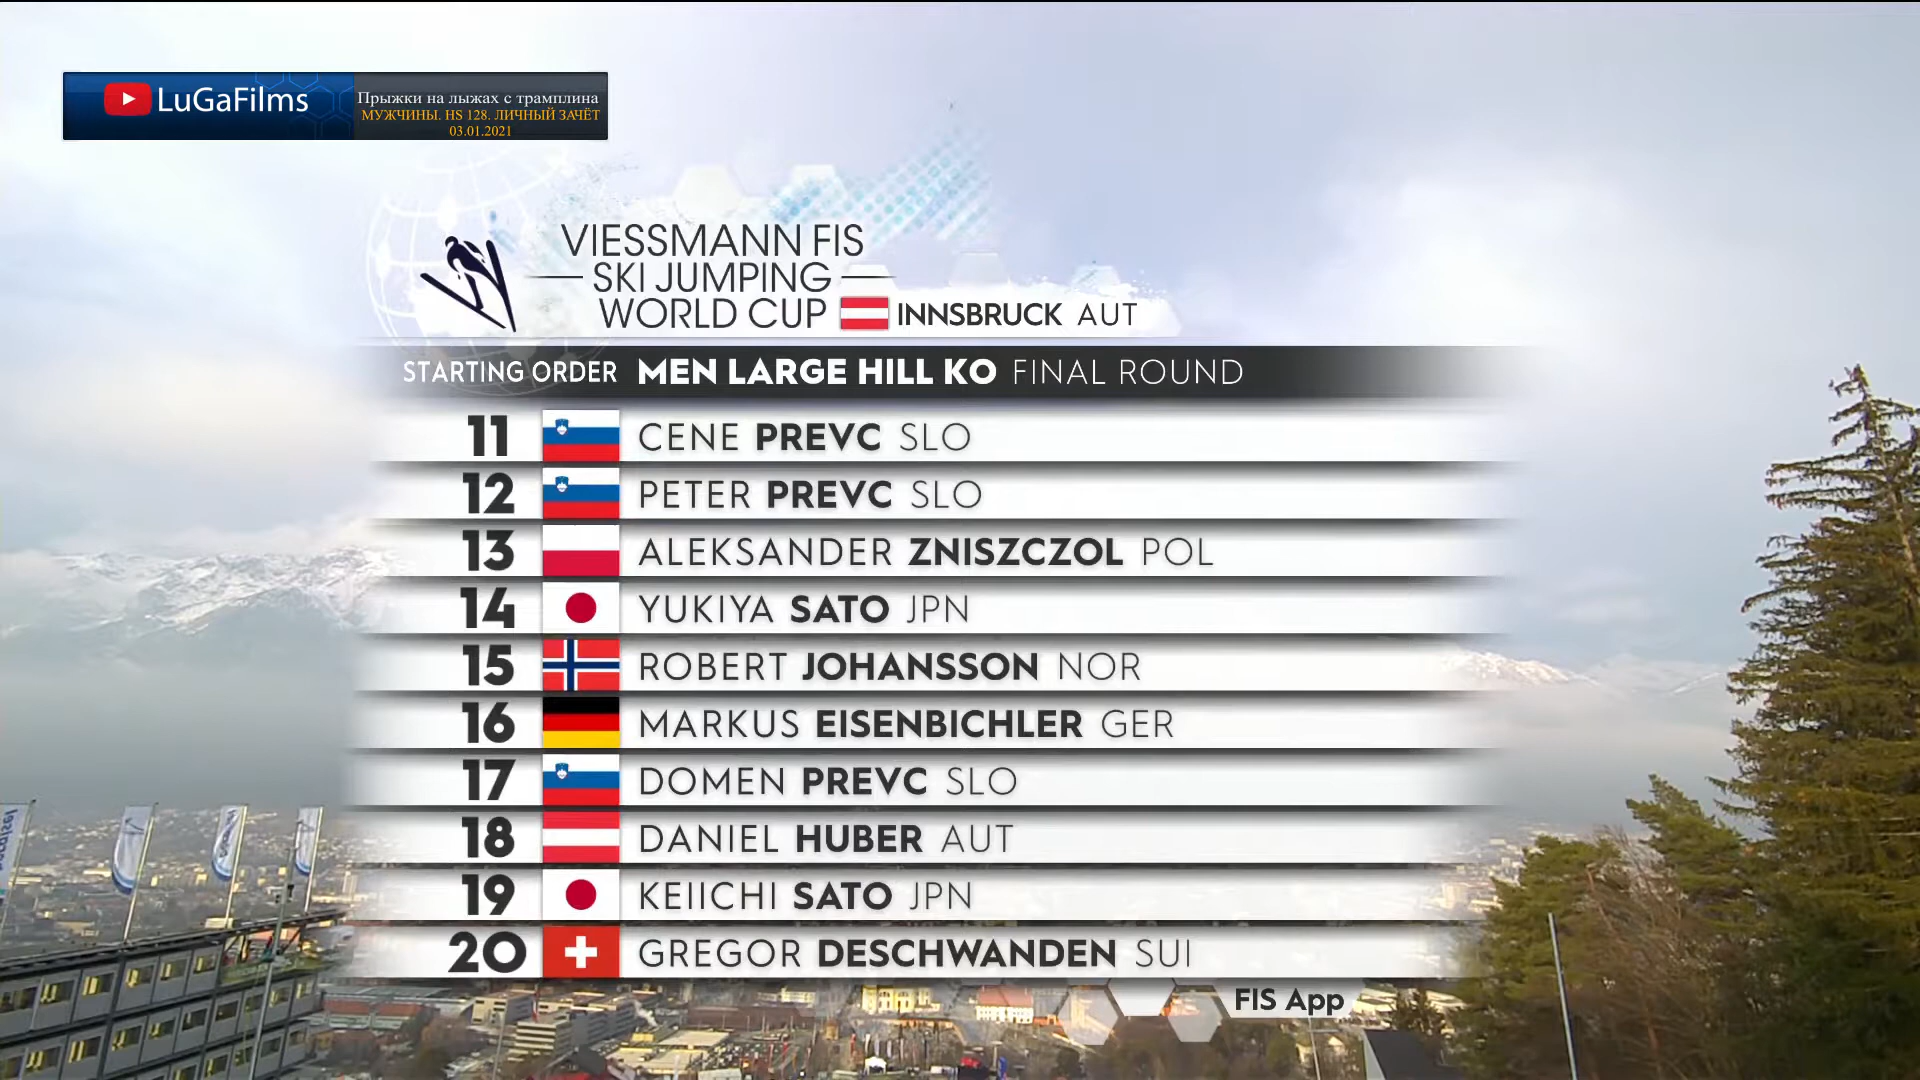 LuGaFilms
Прыжки на лыжах с трамплина
МУЖЧИНЫ. HS 128. ЛИЧНЫЙ ЗАЧЁТ
03.01.2021
VIESSMANN FIS
SKI JUMPING
WORLD CUP INNSBRUCK AUT
STARTING ORDER MEN LARGE HILL KO FINAL ROUND
11 CENE PREVC SLO
12 PETER PREVC SLO
13 ALEKSANDER ZNISZCZOL POL
14 YUKIYA SATO JPN
15 ROBERT JOHANSSON NOR
16 MARKUS EISENBICHLER GER
17 DOMEN PREVC SLO
18 DANIEL HUBER AUT
19 KEIICHI SATO JPN
20 GREGOR DESCHWANDEN SUI
FIS App